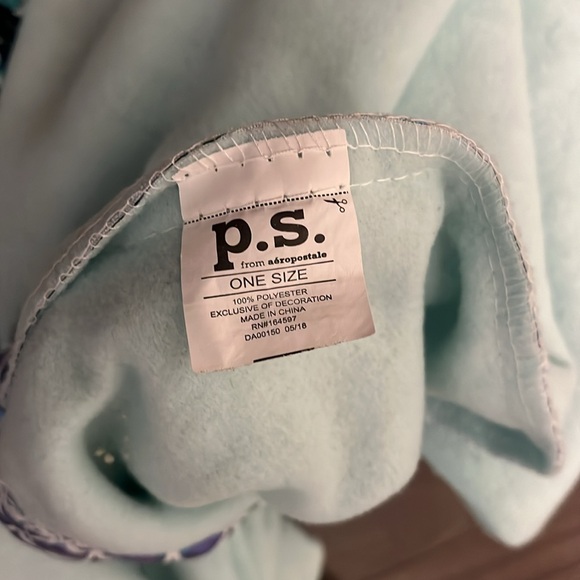 p.s.
from aéropostale
ONE SIZE
100% POLYESTER
EXCLUSIVE OF DECORATION
MADE IN CHINA
RN#164597
DA00150 05/18